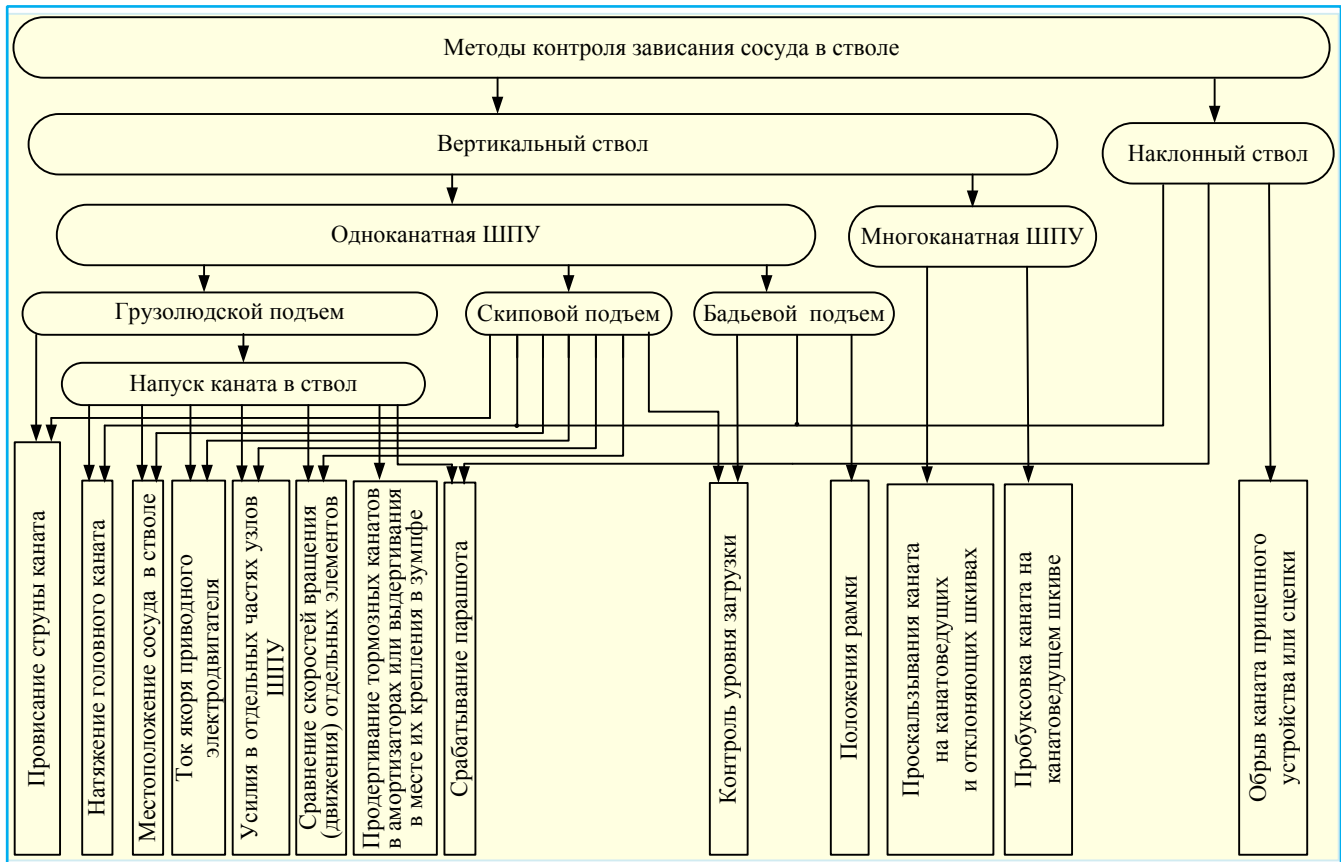 Методы контроля зависания сосуда в стволе
Вертикальный ствол
Наклонный ствол
Одноканатная ШПУ
Многоканатная ШПУ
Грузолюдской подъем
Скиповой подъем
Бадьевой подъем
Напуск каната в ствол
Провисание струны каната
Натяжение головного каната
Местоположение сосуда в стволе
Ток якоря приводного
электродвигателя
Усилия в отдельных частях узлов
ШПУ
Сравнение скоростей вращения
(движения) отдельных элементов
Продергивание тормозных канатов
в амортизаторах или выдергивания
в месте их крепления в зумпфе
Срабатывание парашюта
Контроль уровня загрузки
Положения рамки
Проскальзывания каната
на канатоведущих
и отклоняющих шкивах
Пробуксовка каната на
канатоведущем шкиве
Обрыв каната прицепного
устройства или сцепки